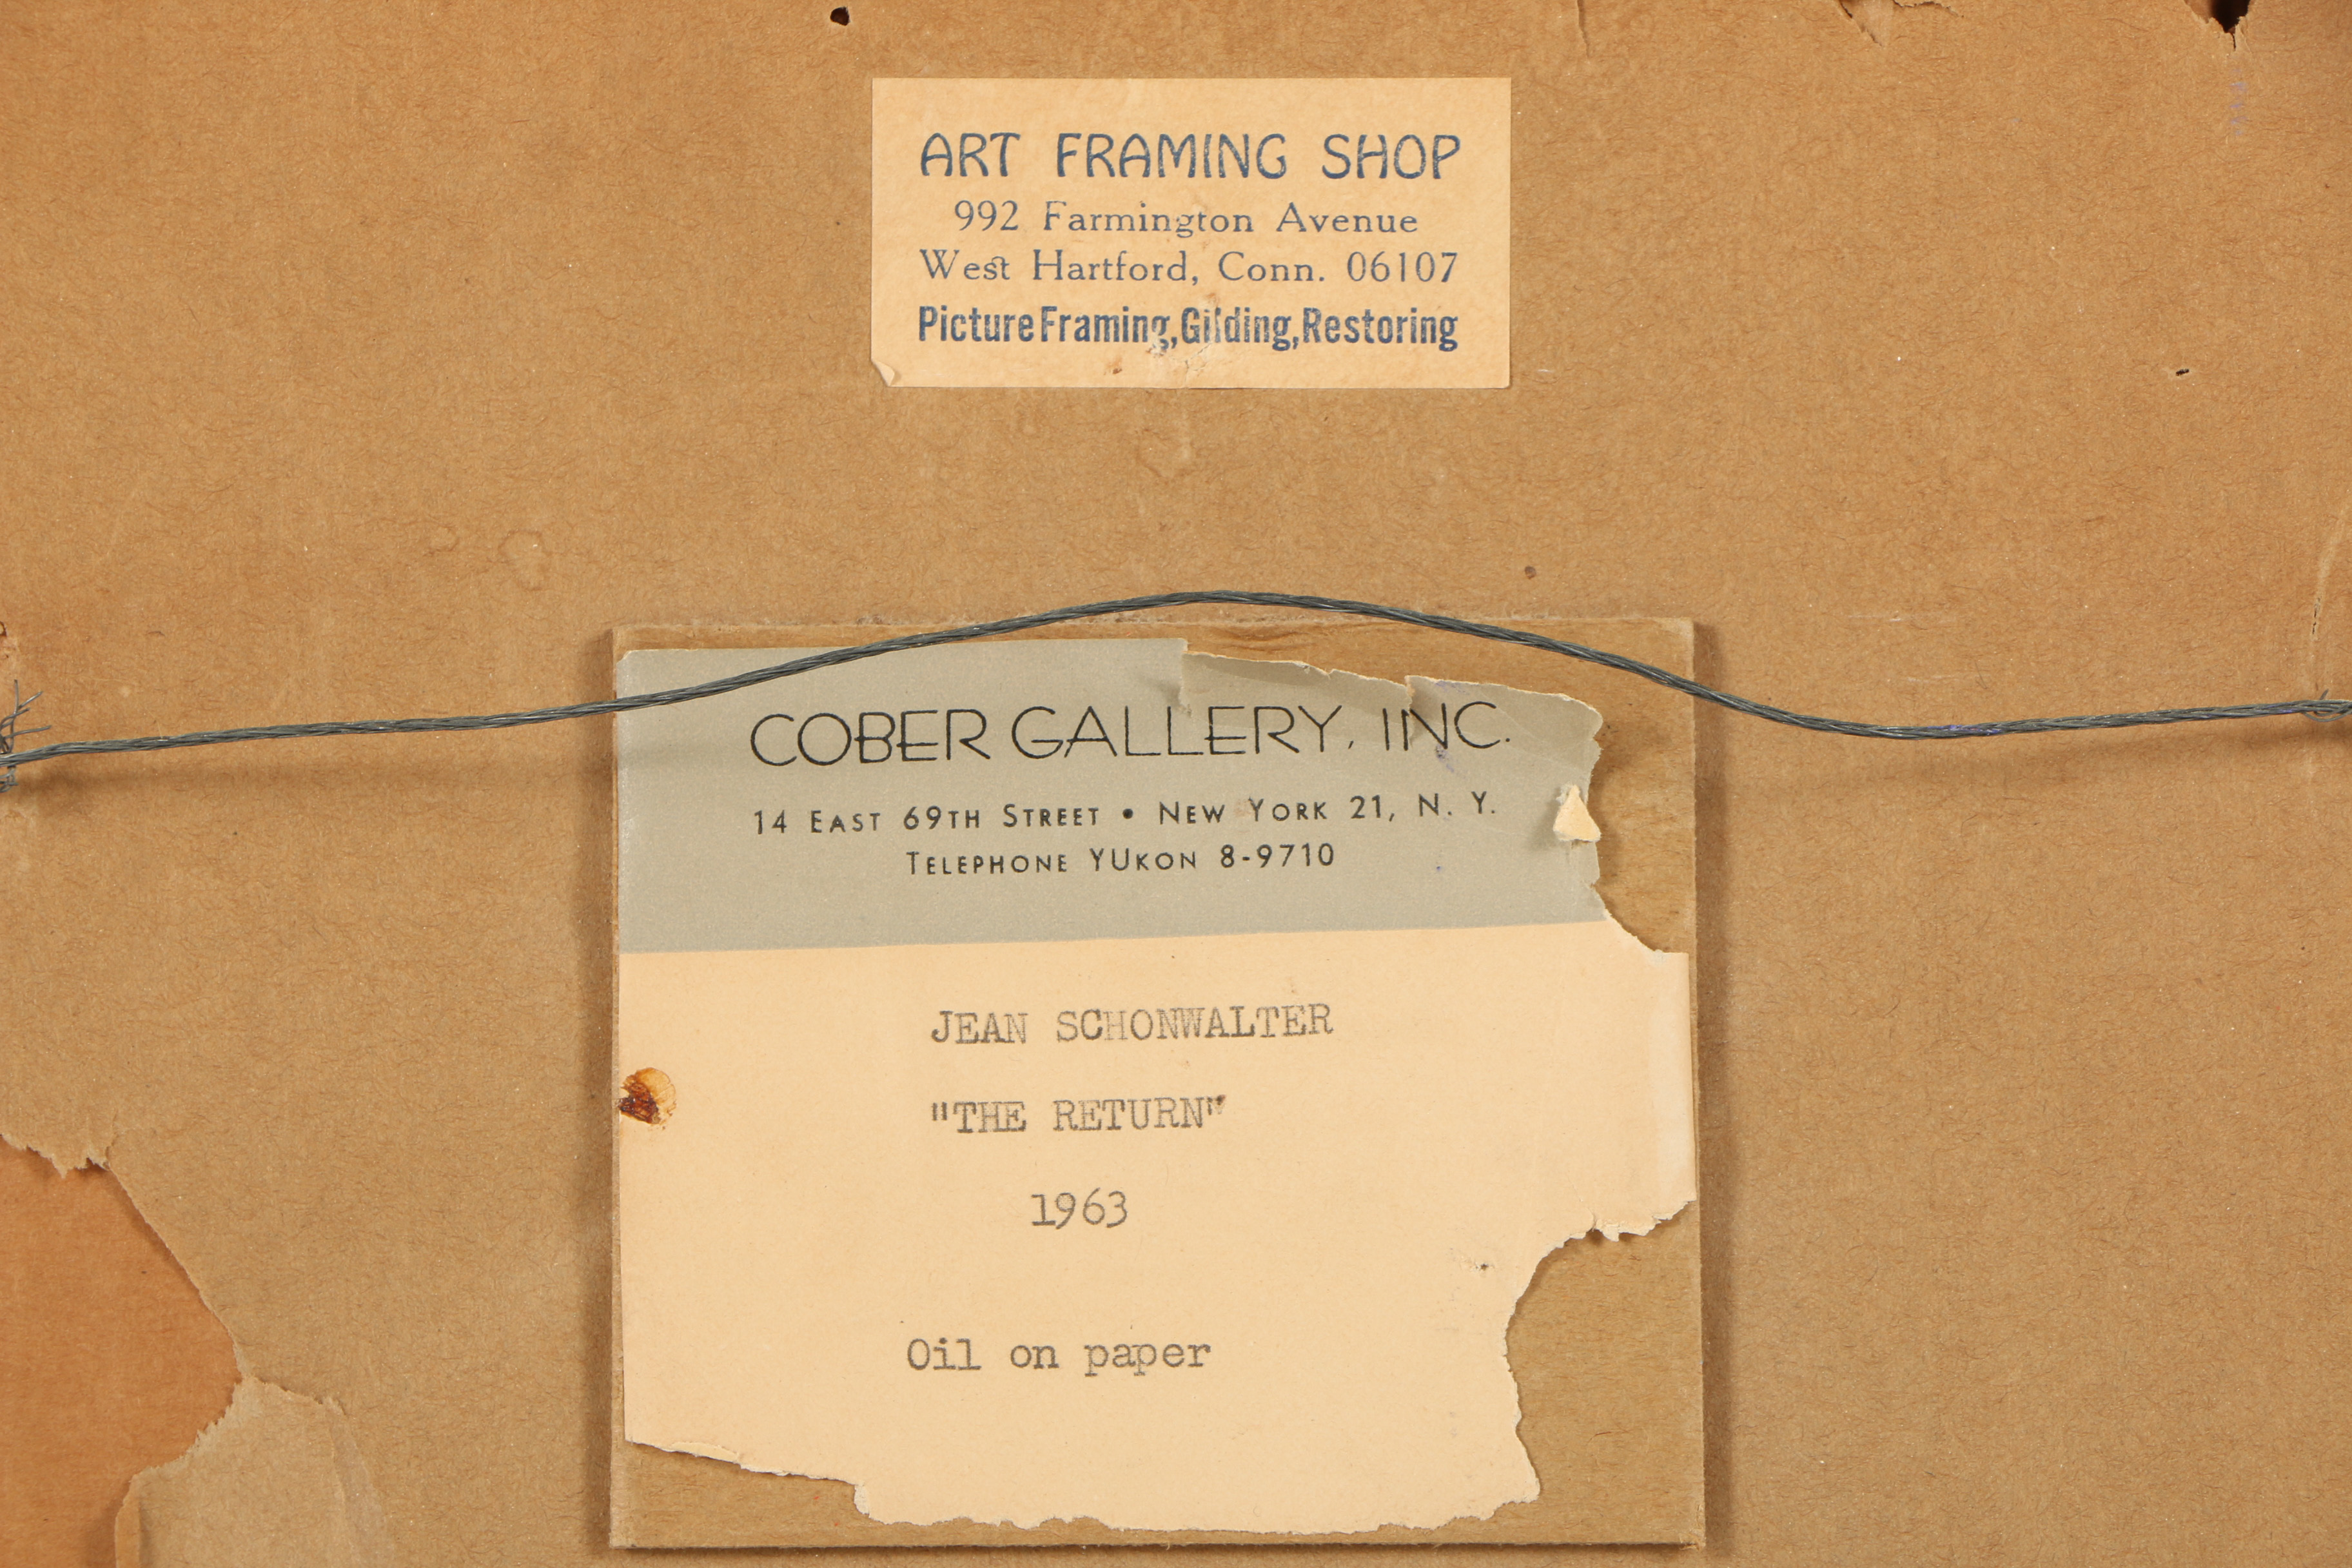 ART FRAMING SHOP
992 Farmington Avenue
West Hartford, Conn. 06107
Picture Framing, Gilding, Restoring
COBER GALLERY, INC.
14 EAST 69TH STREET • NEW YORK 21, N. Y.
TELEPHONE YUKON 8-9710
JEAN SCHONWALTER
"THE RETURN"
1963
Oil on paper